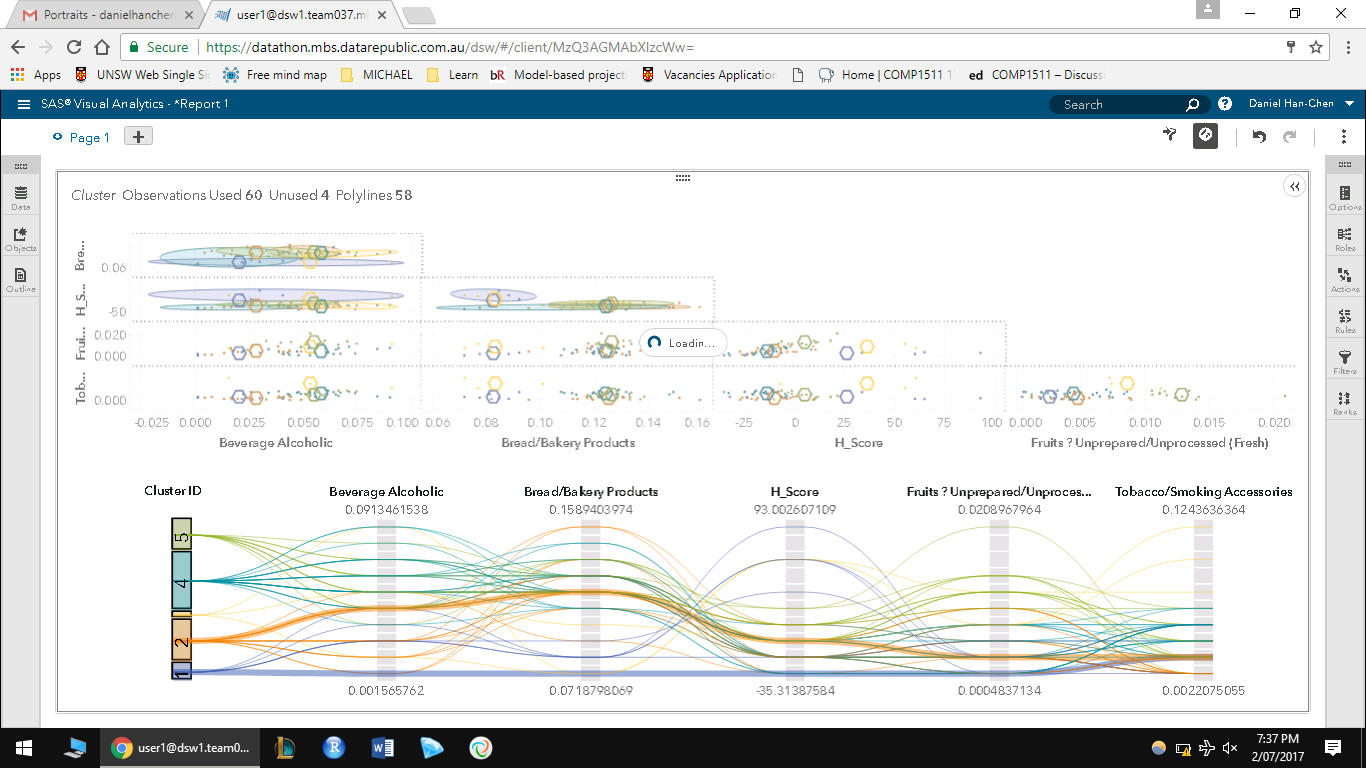 Portraits - danielhanchen
user1@dsw1.team037.m
Secure https://datathon.mbs.datarepublic.com.au/dsw/#/client/MzQ3AGMAbXIzcWw=
Apps UNSW Web Single Si Free mind map MICHAEL Learn bR Model-based project Vacancies Application Home | COMP1511 1 ed COMP1511 – Discuss
SAS® Visual Analytics - *Report 1 Search Daniel Han-Chen
Page 1
Data
Objects
Outline
Cluster Observations Used 60 Unused 4 Polylines 58
Options
Roles
Actions
Rules
Filters
Ranks
Bre...
0.06
H_S...
-50
Frui...
0.020
0.000
Loadin...
Tob...
0.000
-0.025 0.000 0.025 0.050 0.075 0.100 0.06 0.08 0.10 0.12 0.14 0.16 -25 0 25 50 75 100 0.000 0.005 0.010 0.015 0.020
Beverage Alcoholic Bread/Bakery Products H_Score Fruits ? Unprepared/Unprocessed (Fresh)
Cluster ID Beverage Alcoholic Bread/Bakery Products H_Score Fruits ? Unprepared/Unproces... Tobacco/Smoking Accessories
0.0913461538 0.1589403974 93.002607109 0.0208967964 0.1243636364
5
4
2
1
0.001565762 0.0718798069 -35.31387584 0.0004837134 0.0022075055
user1@dsw1.team0...
7:37 PM
2/07/2017